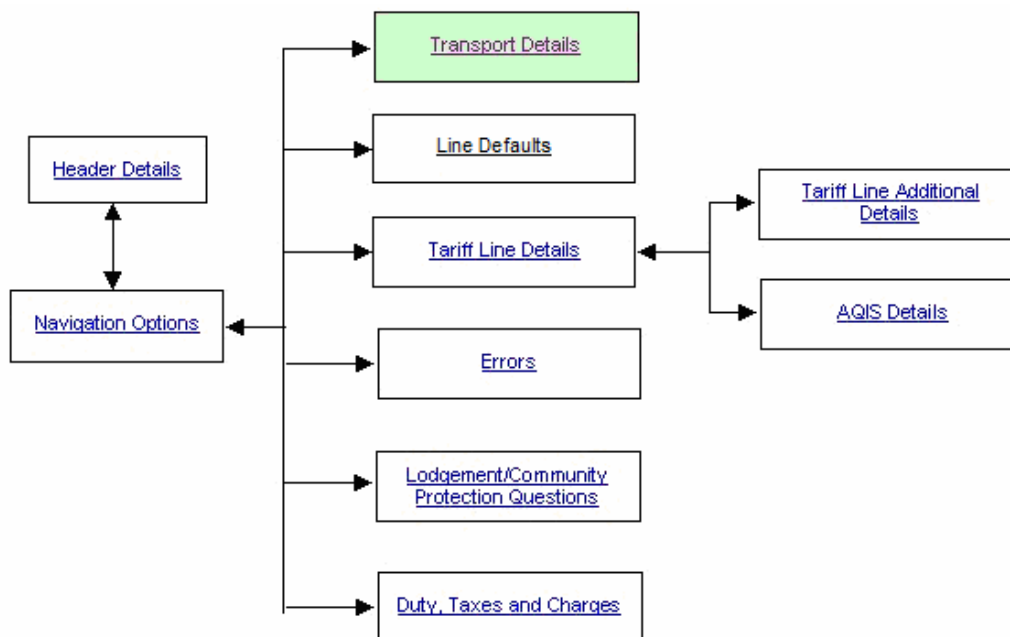 Transport Details
Line Defaults
Header Details
Tariff Line Additional
Details
Tariff Line Details
Navigation Options
AQIS Details
Errors
Lodgement/Community
Protection Questions
Duty, Taxes and Charges